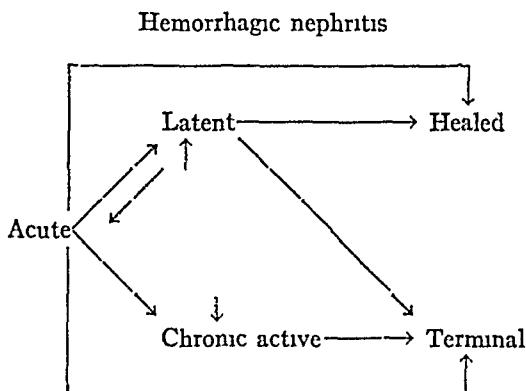 Hemorrhagic nephritis
Latent Healed
Acute
Chronic active Terminal